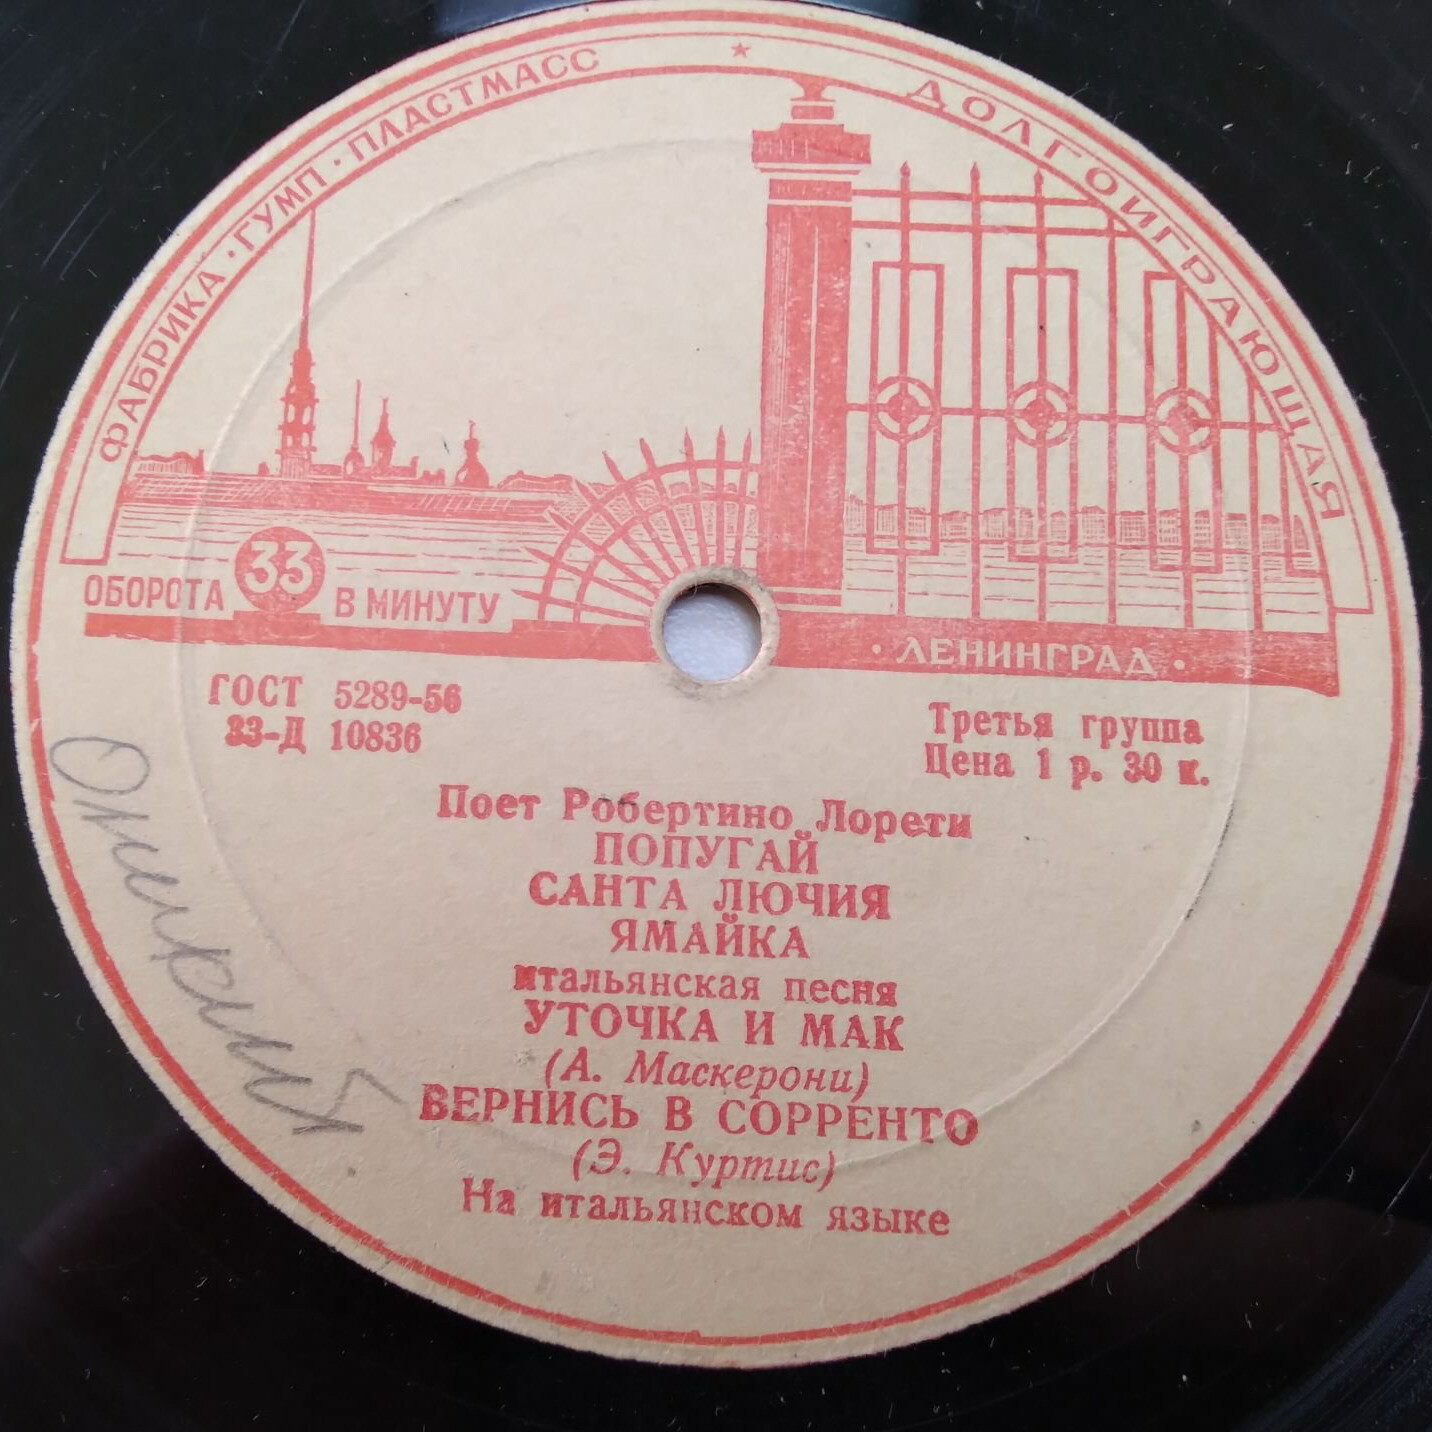 ФАБРИКА · ГУМП · ПЛАСТМАСС
★ ДОЛГОИГРАЮЩАЯ
ОБОРОТА 33 В МИНУТУ
· ЛЕНИНГРАД ·
ГОСТ 5289-56
33-Д 10836
Третья группа
Цена 1 р. 30 к.
Поет Робертино Лорети
ПОПУГАЙ
САНТА ЛЮЧИЯ
ЯМАЙКА
итальянская песня
УТОЧКА И МАК
(А. Маскерони)
ВЕРНИСЬ В СОРРЕНТО
(Э. Куртис)
На итальянском языке